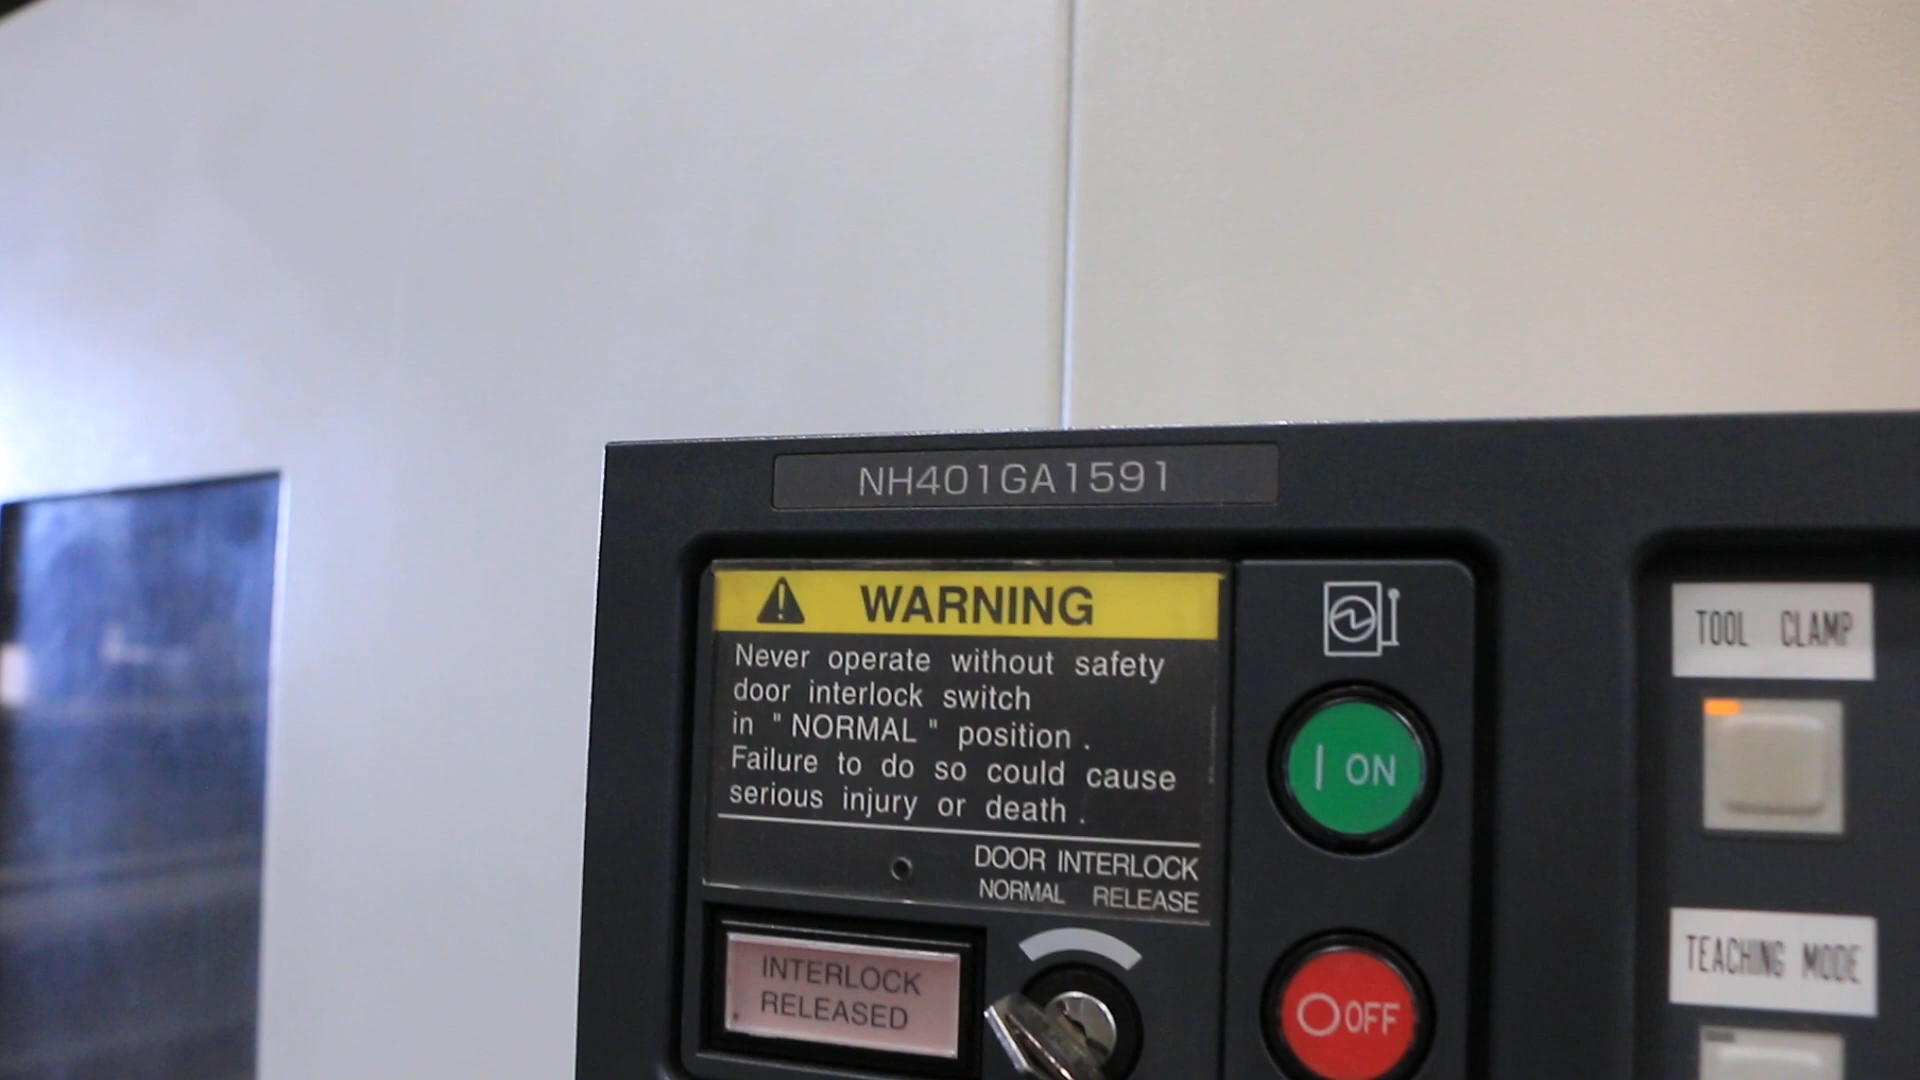 NH401GA1591
WARNING
Never operate without safety
door interlock switch
in "NORMAL" position.
Failure to do so could cause
serious injury or death.
DOOR INTERLOCK
NORMAL RELEASE
INTERLOCK
RELEASED
| ON
O OFF
TOOL CLAMP
TEACHING MODE